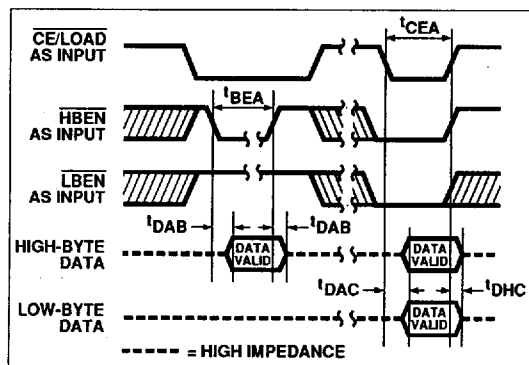 CE/LOAD
AS INPUT
tCEA
tBEA
HBEN
AS INPUT
LBEN
AS INPUT
tDAB
tDAB
HIGH-BYTE
DATA
DATA
VALID
DATA
VALID
tDAC
tDHC
LOW-BYTE
DATA
DATA
VALID
= HIGH IMPEDANCE